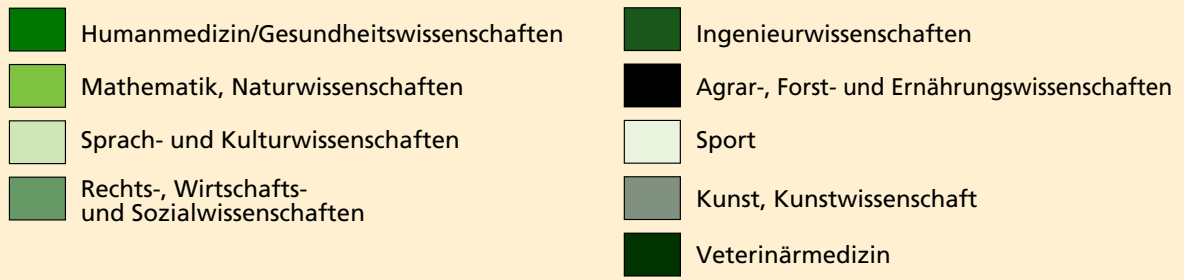 Humanmedizin/Gesundheitswissenschaften
Mathematik, Naturwissenschaften
Sprach- und Kulturwissenschaften
Rechts-, Wirtschafts-
und Sozialwissenschaften
Ingenieurwissenschaften
Agrar-, Forst- und Ernährungswissenschaften
Sport
Kunst, Kunstwissenschaft
Veterinärmedizin